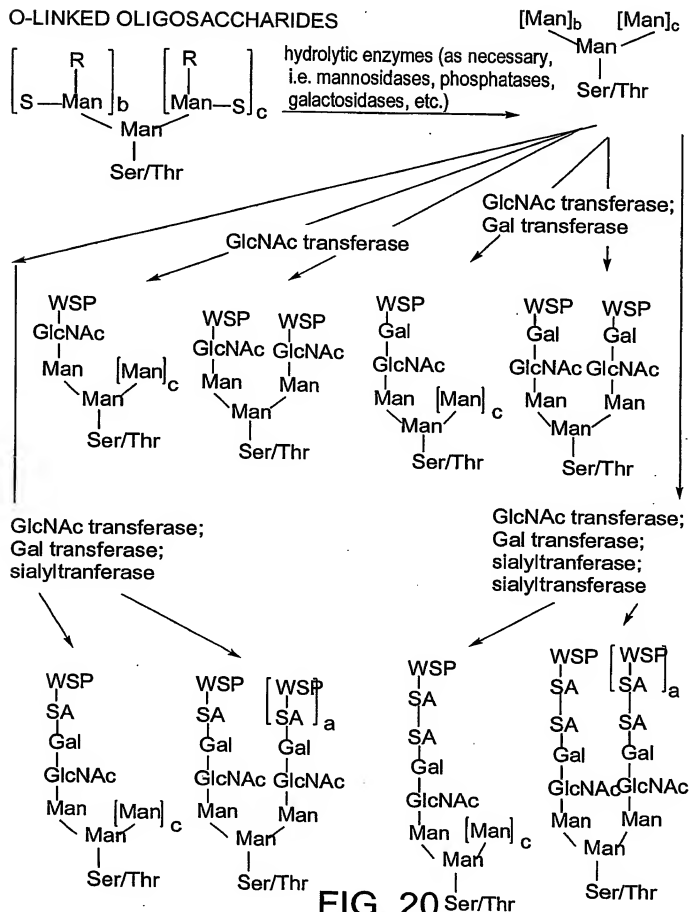 O-LINKED OLIGOSACCHARIDES
R R
S—Man b Man—S c
Man
Ser/Thr
hydrolytic enzymes (as necessary,
i.e. mannosidases, phosphatases,
galactosidases, etc.)
[Man]b [Man]c
Man
Ser/Thr
GlcNAc transferase
GlcNAc transferase;
Gal transferase
WSP
GlcNAc
Man [Man]c
Man
Ser/Thr
WSP WSP
GlcNAc GlcNAc
Man Man
Man
Ser/Thr
WSP
Gal
GlcNAc
Man [Man]c
Man
Ser/Thr
WSP WSP
Gal Gal
GlcNAc GlcNAc
Man Man
Man
Ser/Thr
GlcNAc transferase;
Gal transferase;
sialyltranferase
GlcNAc transferase;
Gal transferase;
sialyltranferase;
sialyltranferase
WSP
SA
Gal
GlcNAc
Man [Man]c
Man
Ser/Thr
WSP [WSP
SA SA]a
Gal Gal
GlcNAc GlcNAc
Man Man
Man
Ser/Thr
WSP
SA
SA
Gal
GlcNAc
Man [Man]c
Man
Ser/Thr
WSP [WSP
SA SA]a
SA SA
Gal Gal
GlcNAc GlcNAc
Man Man
Man
Ser/Thr
FIG. 20